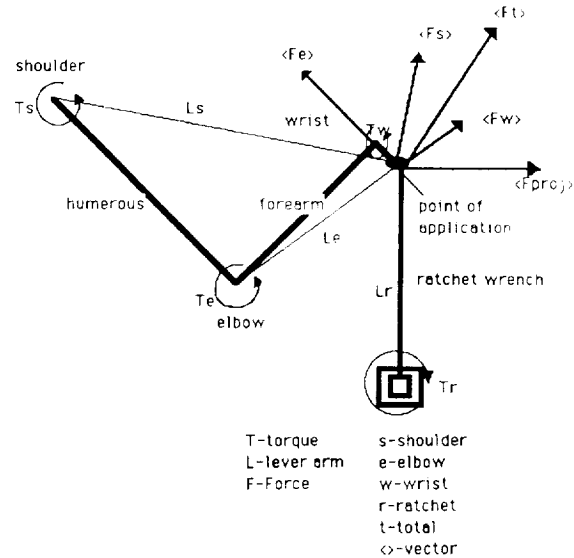 <Ft>
<Fs>
<Fe>
shoulder
Ts
Ls
wrist
Tw
<Fw>
<Fproj>
humerous
forearm
point of
application
Le
Te
elbow
Lr
ratchet wrench
Tr
T-torque
L-lever arm
F-Force
s-shoulder
e-elbow
w-wrist
r-ratchet
t-total
<>-vector